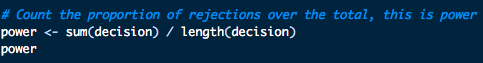 # Count the proportion of rejections over the total, this is power
power <- sum(decision) / length(decision)
power